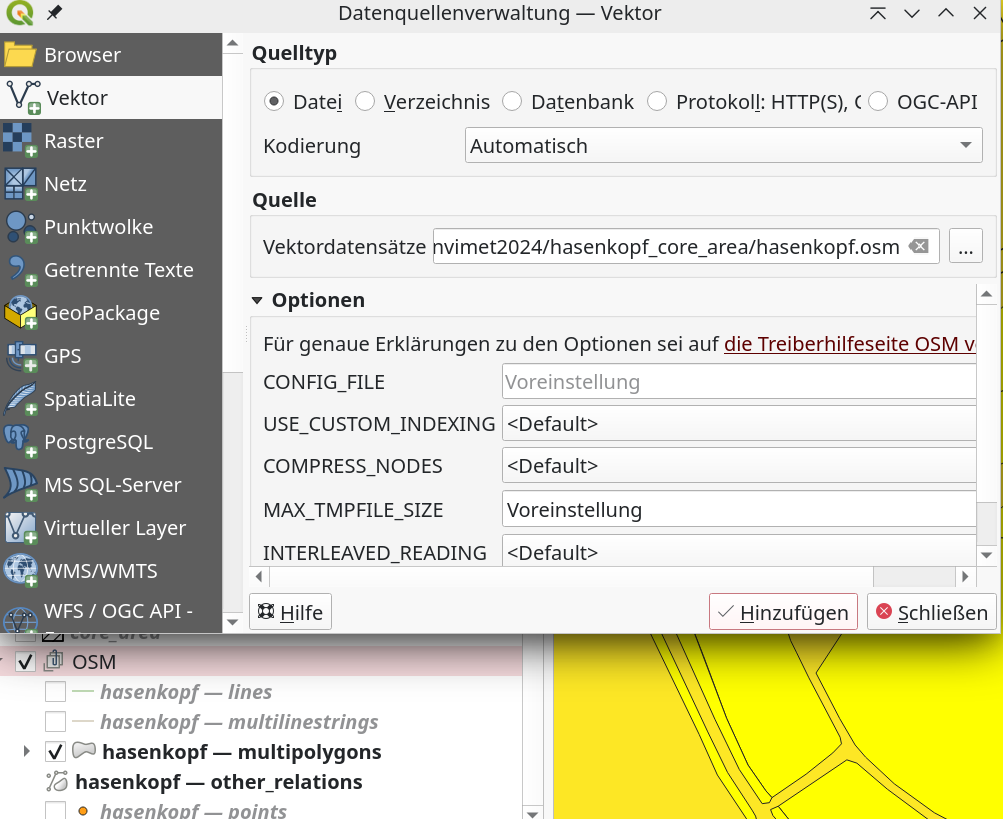 Datenquellenverwaltung — Vektor
Browser
Vektor
Raster
Netz
Punktwolke
Getrennte Texte
GeoPackage
GPS
SpatiaLite
PostgreSQL
MS SQL-Server
Virtueller Layer
WMS/WMTS
WFS / OGC API -
Quelltyp
Datei Verzeichnis Datenbank Protokoll: HTTP(S), C OGC-API
Kodierung Automatisch
Quelle
Vektordatensätze nvimet2024/hasenkopf_core_area/hasenkopf.osm ...
Optionen
Für genaue Erklärungen zu den Optionen sei auf die Treiberhilfeseite OSM v
CONFIG_FILE Voreinstellung
USE_CUSTOM_INDEXING <Default>
COMPRESS_NODES <Default>
MAX_TMPFILE_SIZE Voreinstellung
INTERLEAVED_READING <Default>
Hilfe Hinzufügen Schließen
core_area
OSM
hasenkopf — lines
hasenkopf — multilinestrings
hasenkopf — multipolygons
hasenkopf — other_relations
hasenkopf — points